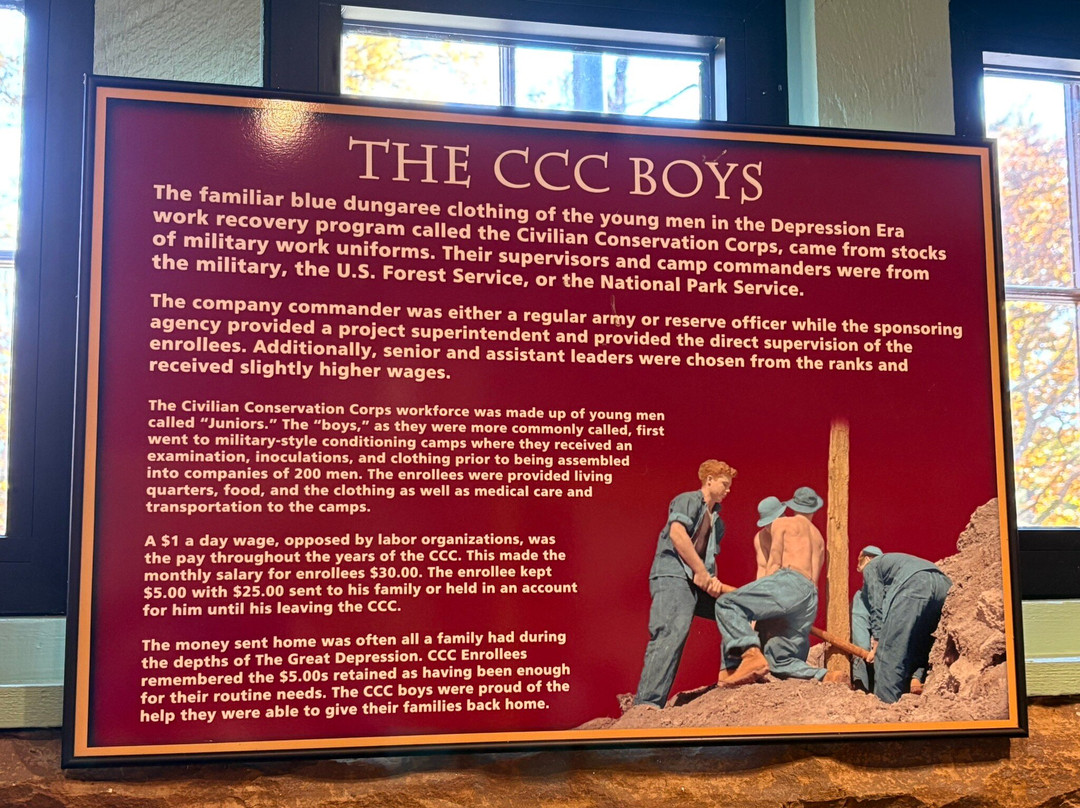 THE CCC BOYS
The familiar blue dungaree clothing of the young men in the Depression Era
work recovery program called the Civilian Conservation Corps, came from stocks
of military work uniforms. Their supervisors and camp commanders were from
the military, the U.S. Forest Service, or the National Park Service.
The company commander was either a regular army or reserve officer while the sponsoring
agency provided a project superintendent and provided the direct supervision of the
enrollees. Additionally, senior and assistant leaders were chosen from the ranks and
received slightly higher wages.
The Civilian Conservation Corps workforce was made up of young men
called “Juniors.” The “boys,” as they were more commonly called, first
went to military-style conditioning camps where they received an
examination, inoculations, and clothing prior to being assembled
into companies of 200 men. The enrollees were provided living
quarters, food, and the clothing as well as medical care and
transportation to the camps.
A $1 a day wage, opposed by labor organizations, was
the pay throughout the years of the CCC. This made the
monthly salary for enrollees $30.00. The enrollee kept
$5.00 with $25.00 sent to his family or held in an account
for him until his leaving the CCC.
The money sent home was often all a family had during
the depths of The Great Depression. CCC Enrollees
remembered the $5.00s retained as having been enough
for their routine needs. The CCC boys were proud of the
help they were able to give their families back home.